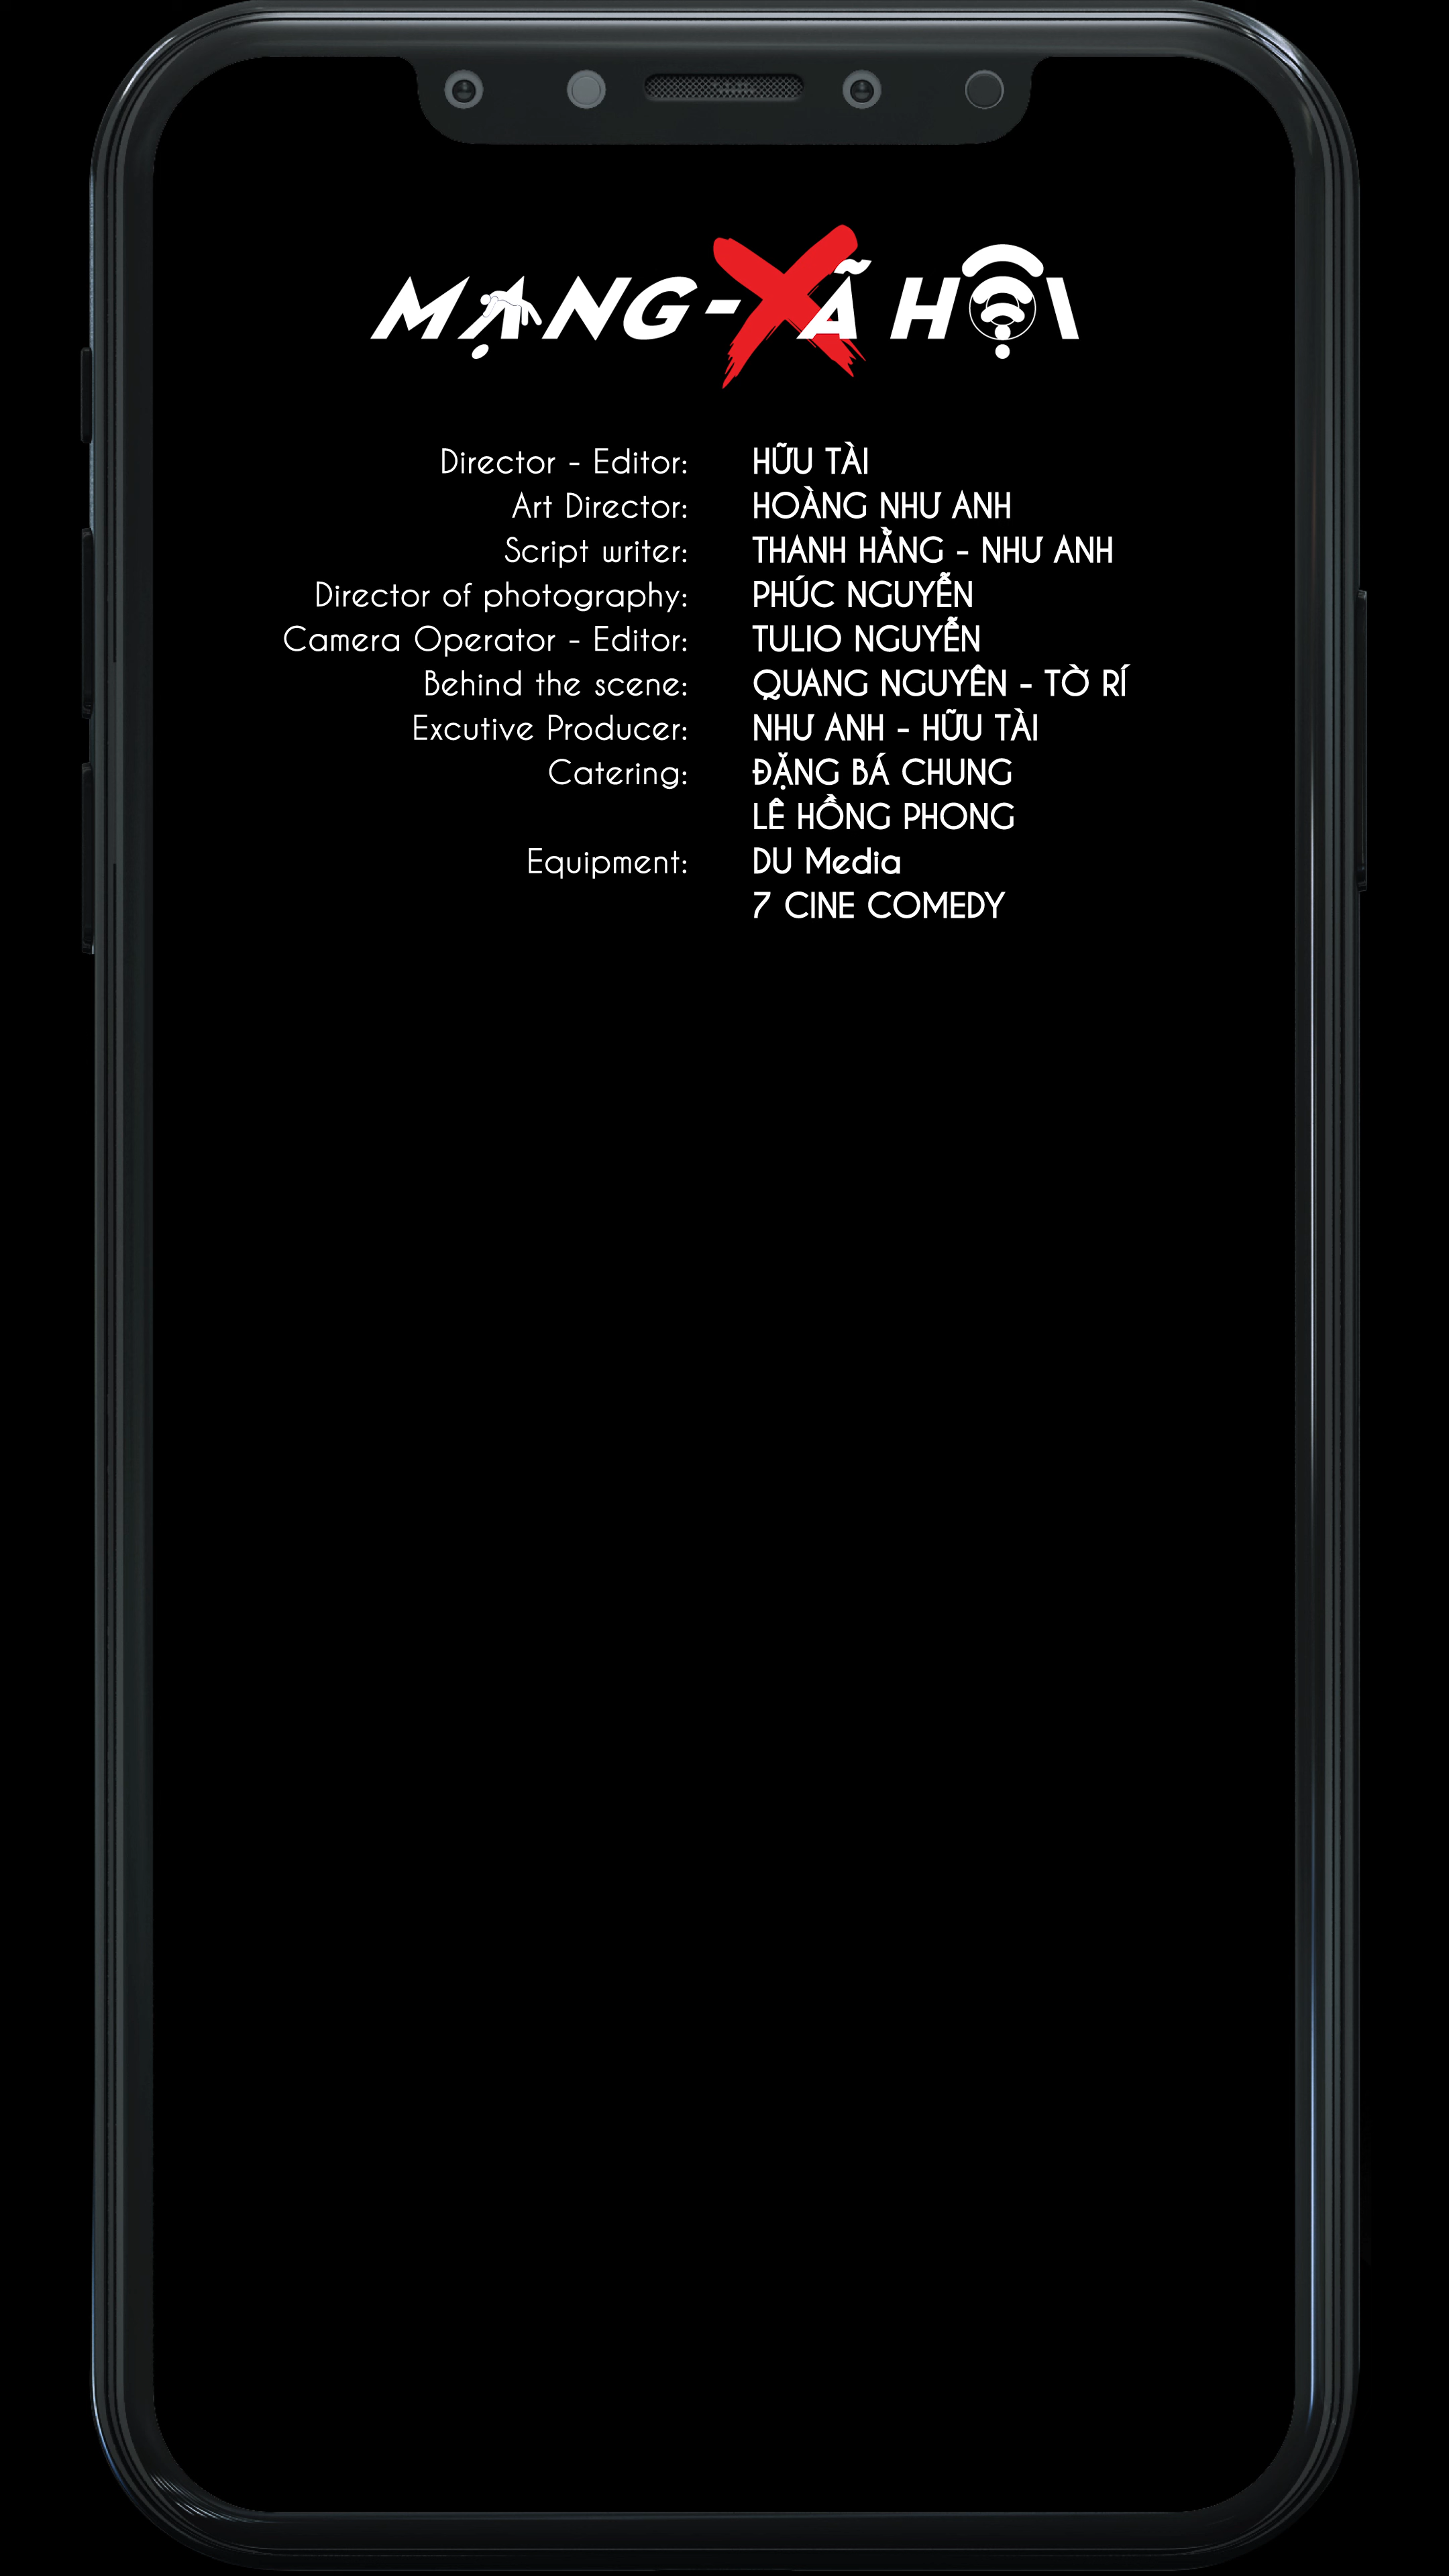 MẠNG-XÃ HỘI
Director - Editor: HỮU TÀI
Art Director: HOÀNG NHƯ ANH
Script writer: THANH HẰNG - NHƯ ANH
Director of photography: PHÚC NGUYỄN
Camera Operator - Editor: TULIO NGUYỄN
Behind the scene: QUANG NGUYÊN - TỜ RÍ
Excutive Producer: NHƯ ANH - HỮU TÀI
Catering: ĐẶNG BÁ CHUNG
LÊ HỒNG PHONG
Equipment: DU Media
7 CINE COMEDY